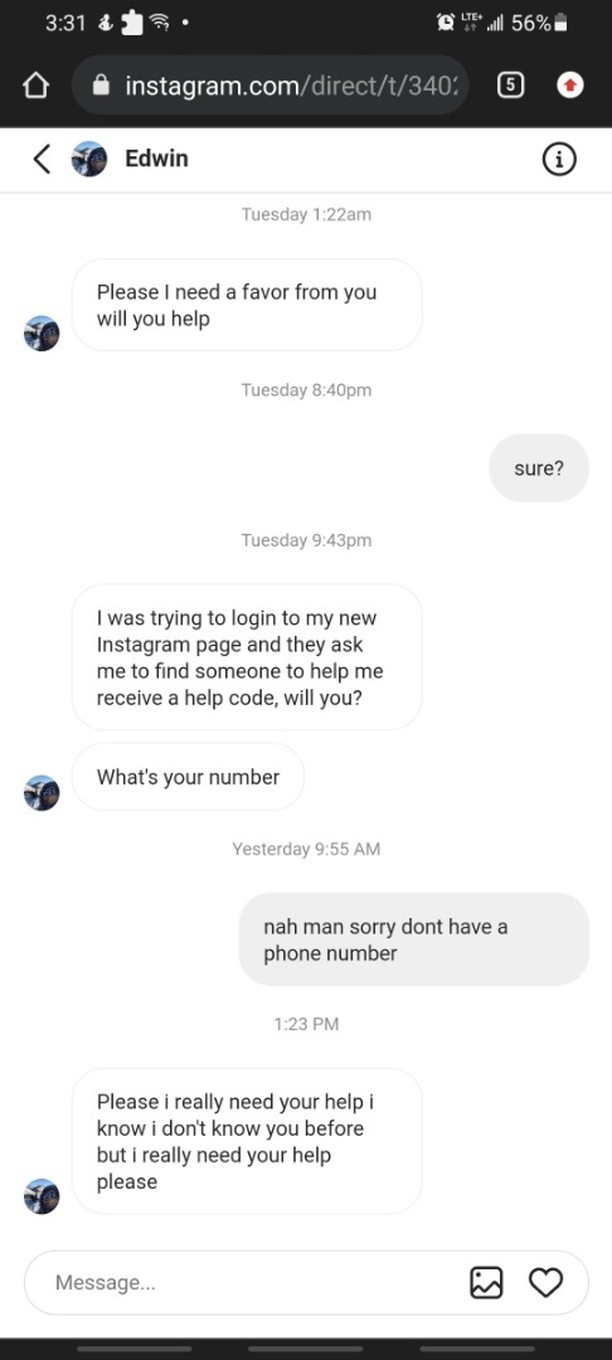 3:31
LTE+
56%
instagram.com/direct/t/340
5
Edwin
Tuesday 1:22am
Please I need a favor from you
will you help
Tuesday 8:40pm
sure?
Tuesday 9:43pm
I was trying to login to my new
Instagram page and they ask
me to find someone to help me
receive a help code, will you?
What's your number
Yesterday 9:55 AM
nah man sorry dont have a
phone number
1:23 PM
Please i really need your help i
know i don't know you before
but i really need your help
please
Message...